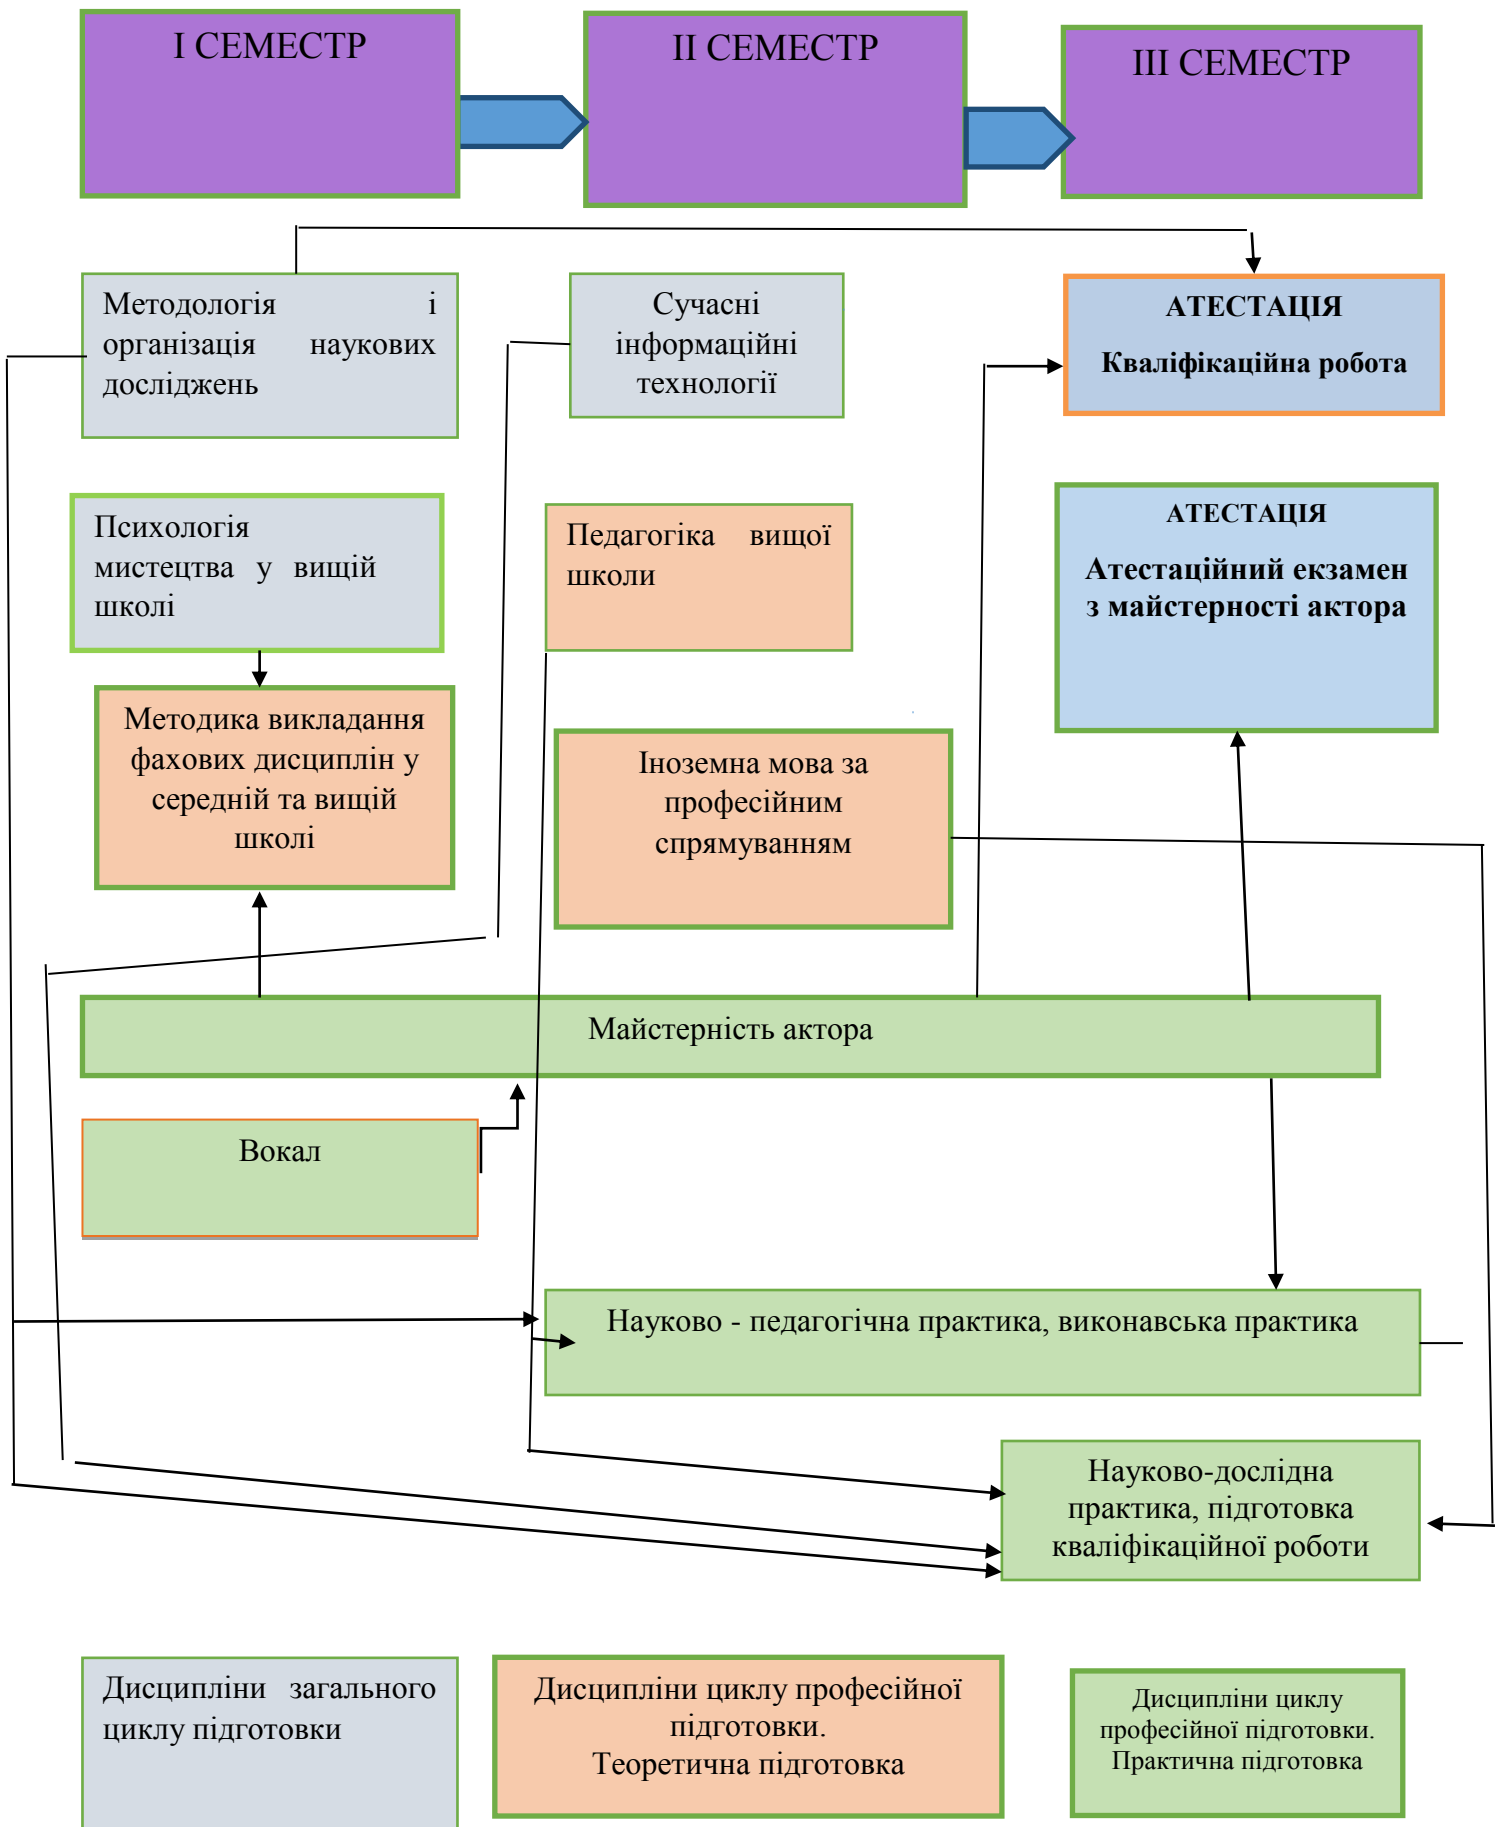 І СЕМЕСТР
ІІ СЕМЕСТР
ІІІ СЕМЕСТР
Методологія і
організація наукових
досліджень
Сучасні
інформаційні
технології
АТЕСТАЦІЯ
Кваліфікаційна робота
Психологія
мистецтва у вищій
школі
Педагогіка вищої
школи
АТЕСТАЦІЯ
Атестаційний екзамен
з майстерності актора
Методика викладання
фахових дисциплін у
середній та вищій
школі
Іноземна мова за
професійним
спрямуванням
Майстерність актора
Вокал
Науково - педагогічна практика, виконавська практика
Науково-дослідна
практика, підготовка
кваліфікаційної роботи
Дисципліни загального
циклу підготовки
Дисципліни циклу професійної
підготовки.
Теоретична підготовка
Дисципліни циклу
професійної підготовки.
Практична підготовка